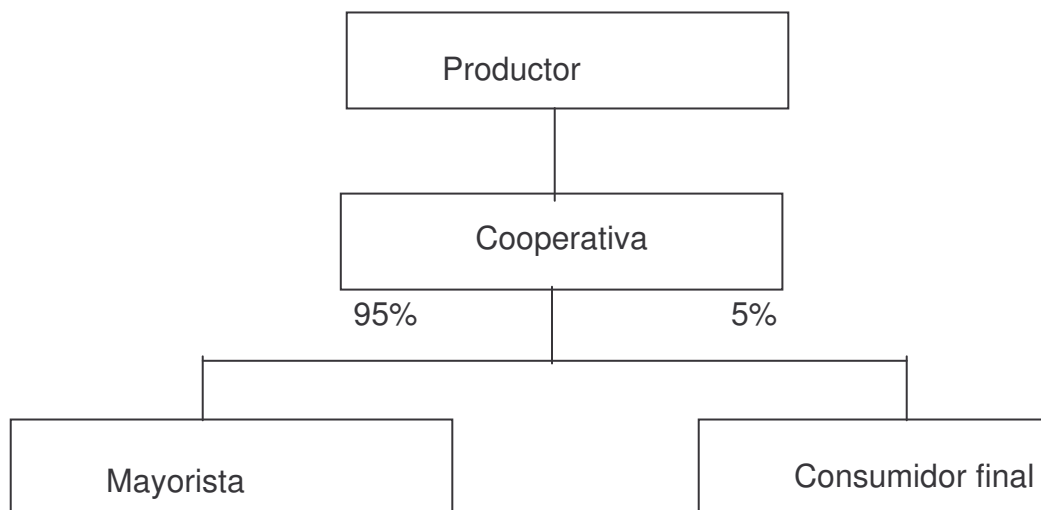 Productor
Cooperativa
95% 5%
Mayorista
Consumidor final